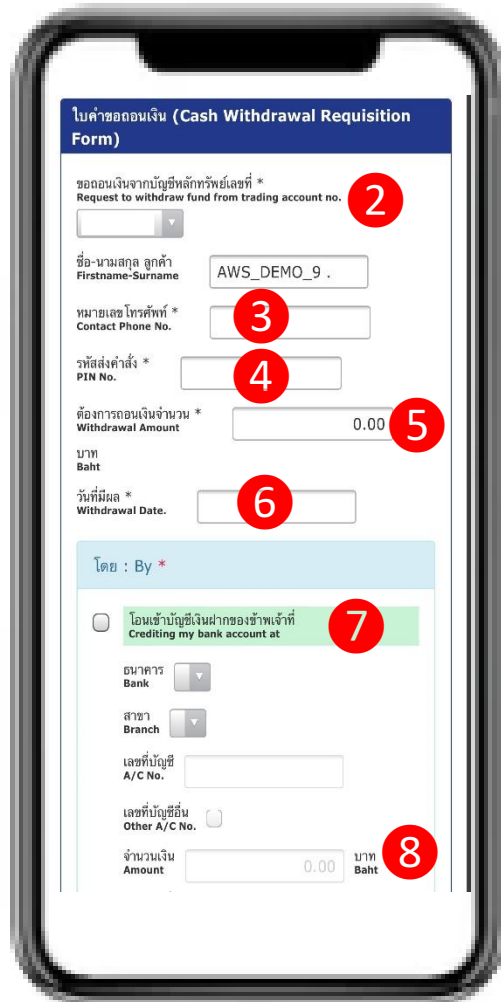 ใบคำขอถอนเงิน (Cash Withdrawal Requisition
Form)
ขอถอนเงินจากบัญชีหลักทรัพย์เลขที่ *
Request to withdraw fund from trading account no.
2
ชื่อ-นามสกุล ลูกค้า
Firstname-Surname
AWS_DEMO_9 .
หมายเลขโทรศัพท์ *
Contact Phone No.
3
รหัสส่งคำสั่ง *
PIN No.
4
ต้องการถอนเงินจำนวน *
Withdrawal Amount
0.00
5
บาท
Baht
วันที่มีผล *
Withdrawal Date.
6
โดย : By *
โอนเข้าบัญชีเงินฝากของข้าพเจ้าที่
Crediting my bank account at
7
ธนาคาร
Bank
สาขา
Branch
เลขที่บัญชี
A/C No.
เลขที่บัญชีอื่น
Other A/C No.
จำนวนเงิน
Amount
0.00
บาท
Baht
8